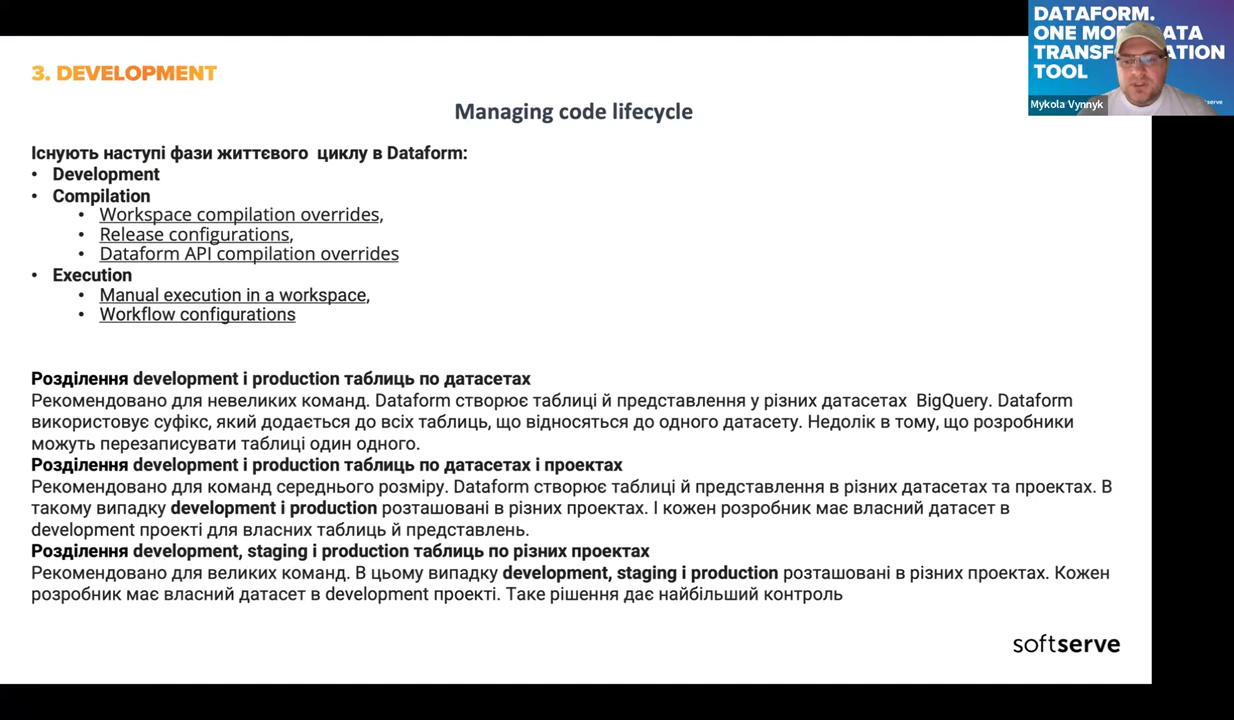 DATAFORM.
ONE MORE DATA
TRANSFORMATION
TOOL
Mykola Vynnyk
3. DEVELOPMENT
Managing code lifecycle
Існують наступі фази життєвого циклу в Dataform:
• Development
• Compilation
• Workspace compilation overrides,
• Release configurations,
• Dataform API compilation overrides
• Execution
• Manual execution in a workspace,
• Workflow configurations
Розділення development і production таблиць по датасетах
Рекомендовано для невеликих команд. Dataform створює таблиці й представлення у різних датасетах BigQuery. Dataform
використовує суфікс, який додається до всіх таблиць, що відносяться до одного датасету. Недолік в тому, що розробники
можуть перезаписувати таблиці один одного.
Розділення development і production таблиць по датасетах і проектах
Рекомендовано для команд середнього розміру. Dataform створює таблиці й представлення в різних датасетах та проектах. В
такому випадку development і production розташовані в різних проектах. І кожен розробник має власний датасет в
development проекті для власних таблиць й представлень.
Розділення development, staging і production таблиць по різних проектах
Рекомендовано для великих команд. В цьому випадку development, staging і production розташовані в різних проектах. Кожен
розробник має власний датасет в development проекті. Таке рішення дає найбільший контроль
softserve